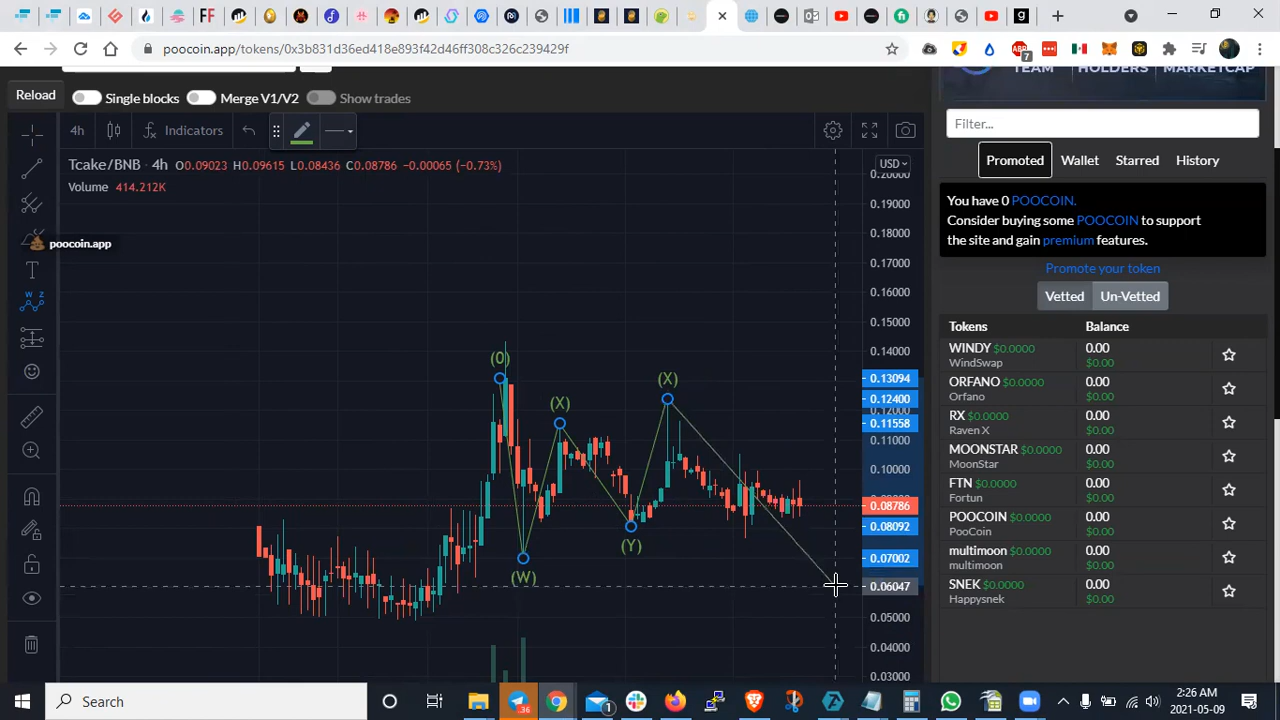 poocoin.app/tokens/0x3b831d36ed418e893f42d46ff308c326c239429f
ABP
7
TEAM HOLDERS MARKETCAP
Reload
Single blocks Merge V1/V2 Show trades
4h Indicators
Filter...
Promoted Wallet Starred History
Tcake/BNB · 4h O0.09023 H0.09615 L0.08436 C0.08786 −0.00065 (−0.73%)
USD
Volume 414.212K
You have 0 POOCOIN.
Consider buying some POOCOIN to support
the site and gain premium features.
Promote your token
Vetted Un-Vetted
poocoin.app
T
W Z
0.20000
0.19000
0.18000
0.17000
0.16000
0.15000
0.14000
0.13094
0.12400
0.12000
0.11558
0.11000
0.10000
0.08786
0.08092
0.07002
0.06047
0.05000
0.04000
0.03000
(0)
(X)
(X)
(Y)
(W)
Tokens Balance
WINDY $0.0000 0.00
WindSwap $0.00
ORFANO $0.0000 0.00
Orfano $0.00
RX $0.0000 0.00
Raven X $0.00
MOONSTAR $0.0000 0.00
MoonStar $0.00
FTN $0.0000 0.00
Fortun $0.00
POOCOIN $0.0000 0.00
PooCoin $0.00
multimoon $0.0000 0.00
multimoon $0.00
SNEK $0.0000 0.00
Happysnek $0.00
Search
36
1
2:26 AM
2021-05-09